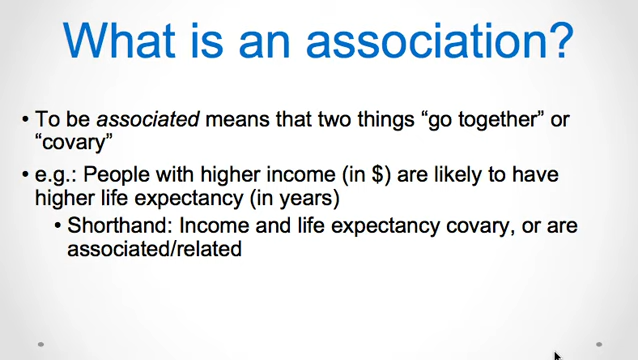 What is an association?
• To be associated means that two things “go together” or
“covary”
• e.g.: People with higher income (in $) are likely to have
higher life expectancy (in years)
• Shorthand: Income and life expectancy covary, or are
associated/related